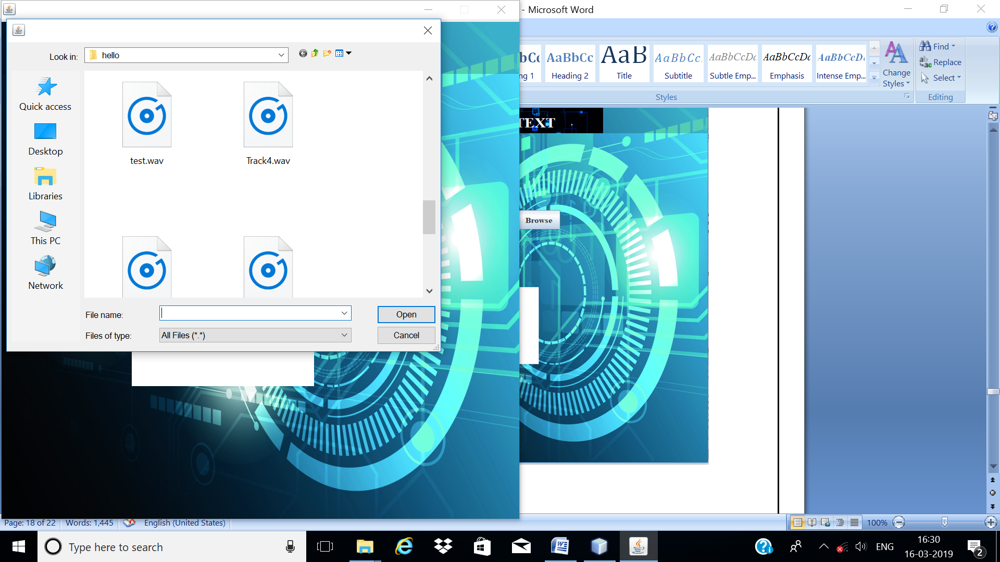 - Microsoft Word
Look in:
hello
Quick access
Desktop
Libraries
This PC
Network
test.wav
Track4.wav
File name:
Open
Files of type:
All Files (*.*)
Cancel
AaBbCc
AaB
AaBbCc.
AaBbCcDc
AaBbCcDc
AaBbCcDi
ng 1
Heading 2
Title
Subtitle
Subtle Emp...
Emphasis
Intense Emp...
Change
Styles
Find
Replace
Select
Styles
Editing
TEXT
Browse
Page: 18 of 22
Words: 1,445
English (United States)
100%
Type here to search
ENG
16:30
16-03-2019
2